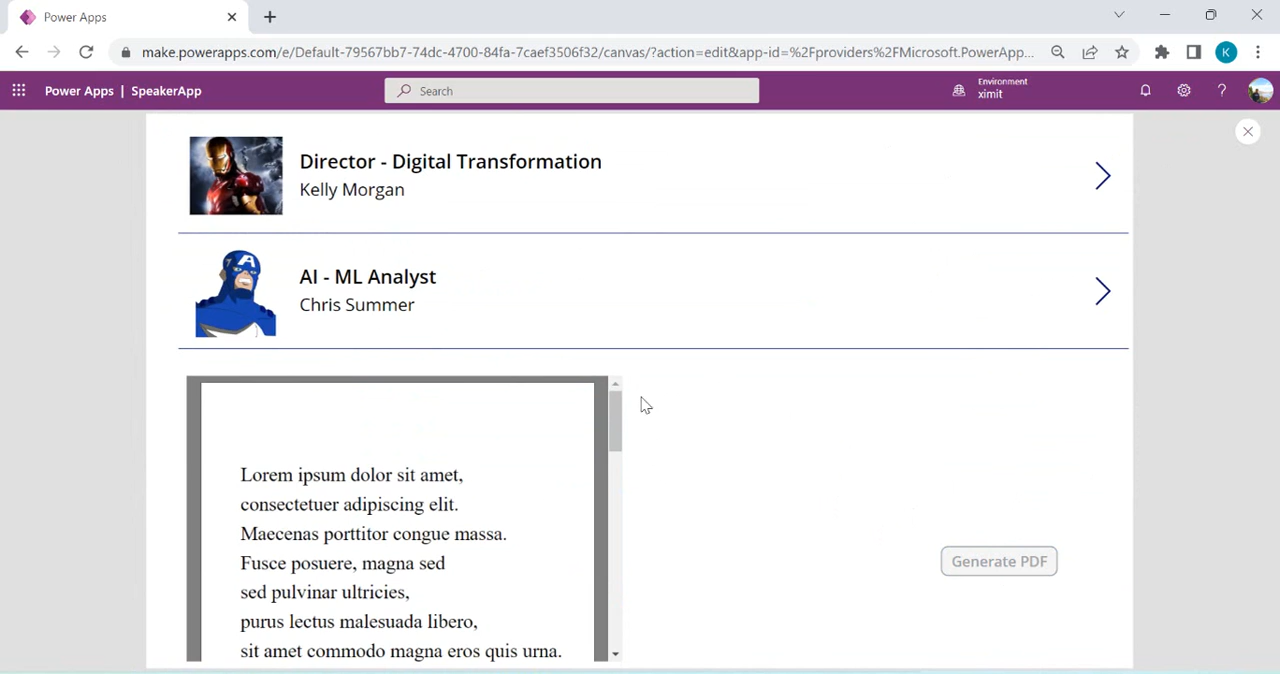 Power Apps
make.powerapps.com/e/Default-79567bb7-74dc-4700-84fa-7caef3506f32/canvas/?action=edit&app-id=%2Fproviders%2FMicrosoft.PowerApp...
K
Power Apps | SpeakerApp
Search
Environment
ximit
?
Director - Digital Transformation
Kelly Morgan
A
AI - ML Analyst
Chris Summer
Lorem ipsum dolor sit amet,
consectetuer adipiscing elit.
Maecenas porttitor congue massa.
Fusce posuere, magna sed
sed pulvinar ultricies,
purus lectus malesuada libero,
sit amet commodo magna eros quis urna.
Generate PDF